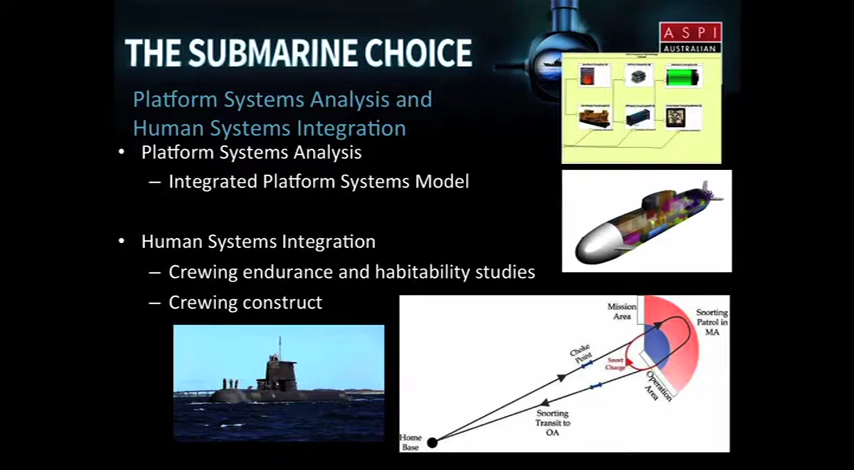 THE SUBMARINE CHOICE
ASPI
AUSTRALIAN
Platform Systems Analysis and
Human Systems Integration
• Platform Systems Analysis
– Integrated Platform Systems Model
• Human Systems Integration
– Crewing endurance and habitability studies
– Crewing construct
Mission
Area
Snorting
Patrol in
MA
Choke
Point
Snort
Charge
Operation
Area
Snorting
Transit to
OA
Home
Base